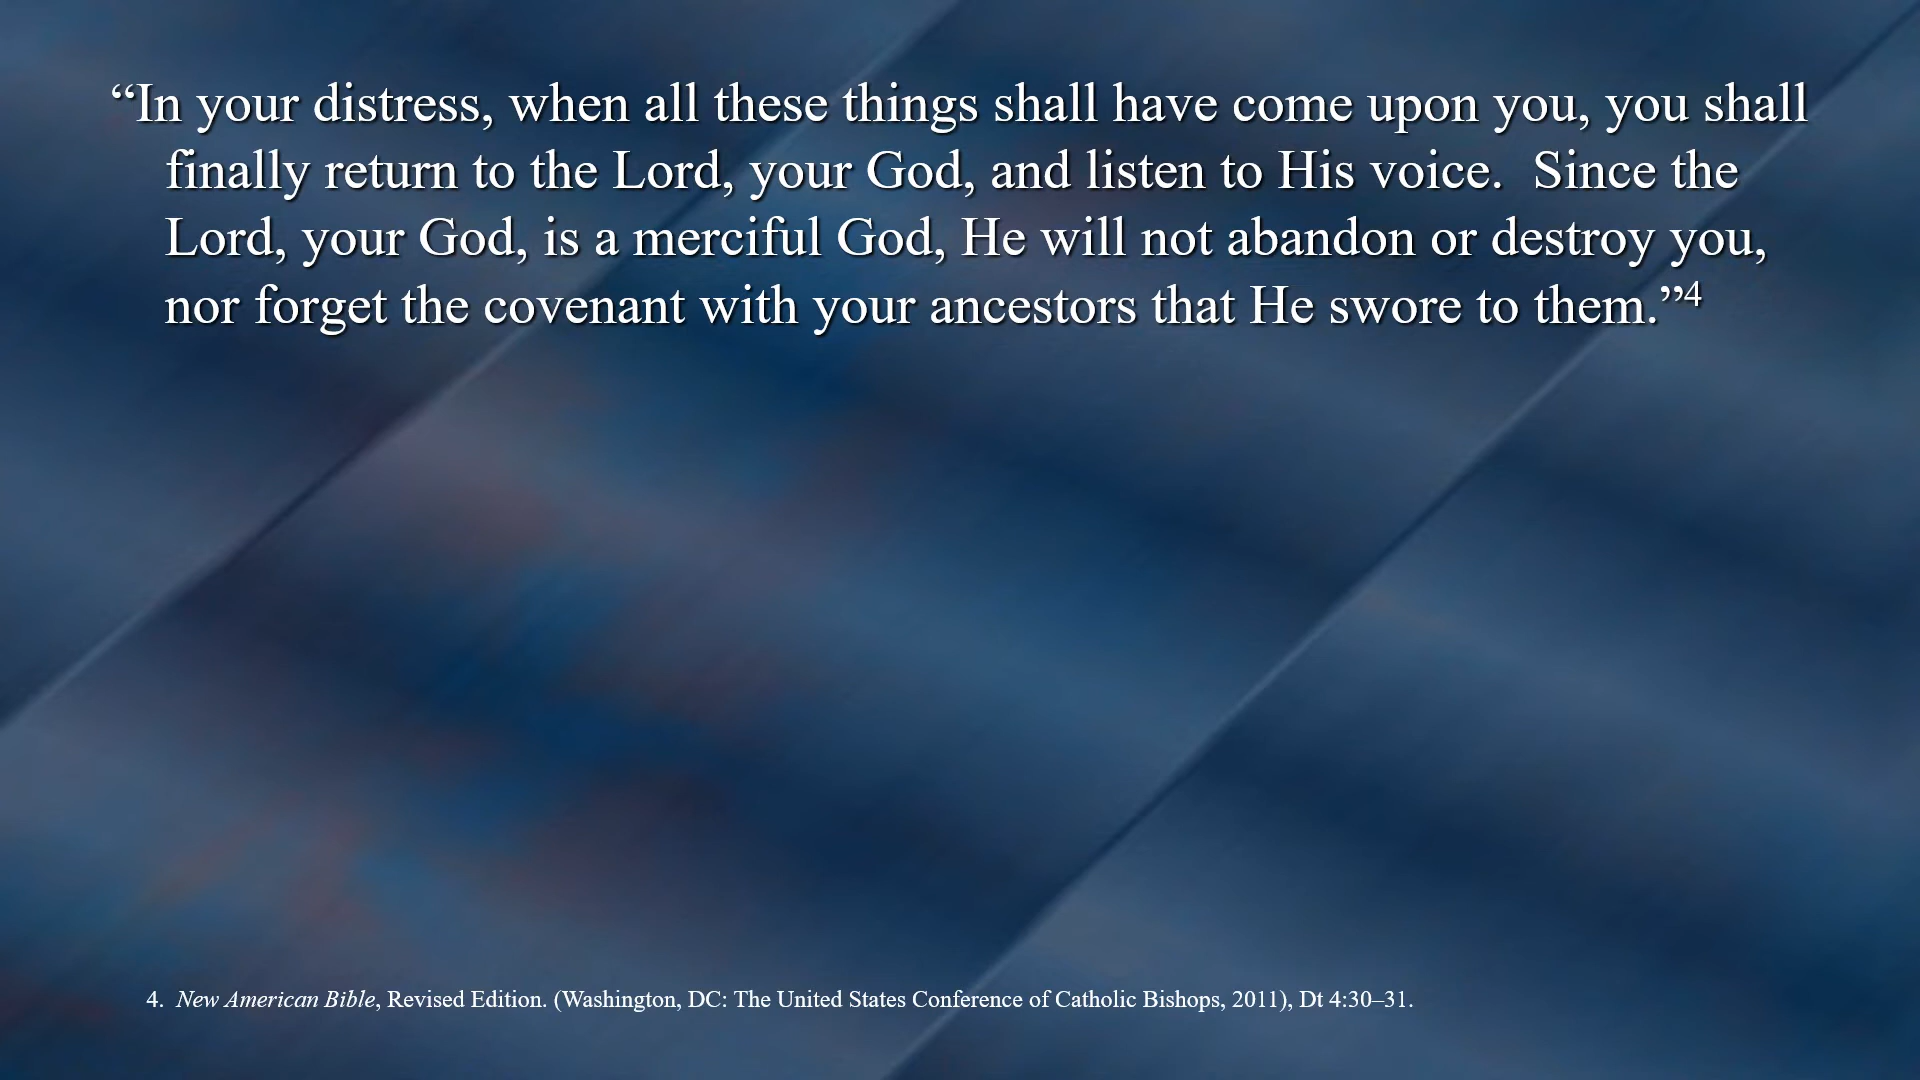 “In your distress, when all these things shall have come upon you, you shall
finally return to the Lord, your God, and listen to His voice.  Since the
Lord, your God, is a merciful God, He will not abandon or destroy you,
nor forget the covenant with your ancestors that He swore to them.”4
4.  New American Bible, Revised Edition. (Washington, DC: The United States Conference of Catholic Bishops, 2011), Dt 4:30–31.